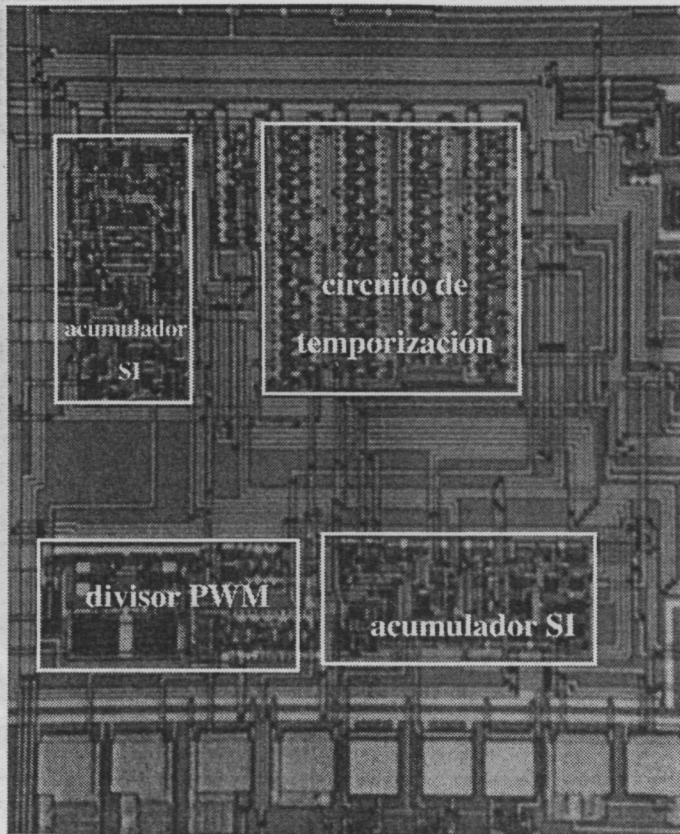 circuito de
temporización
acumulador
SI
divisor PWM
acumulador SI